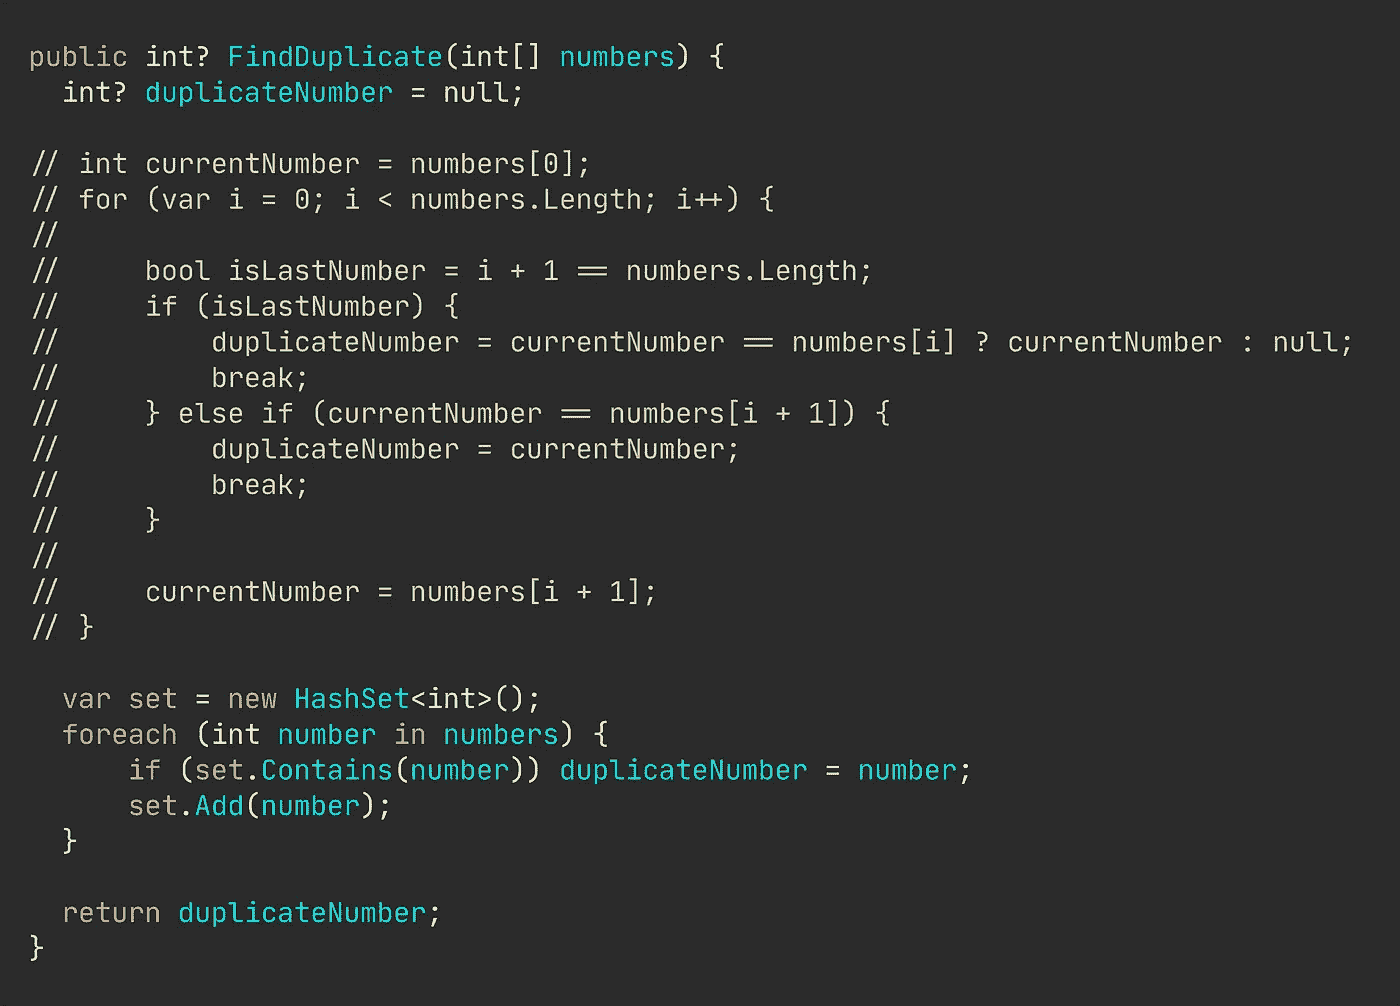 public int? FindDuplicate(int[] numbers) {
  int? duplicateNumber = null;

// int currentNumber = numbers[0];
// for (var i = 0; i < numbers.Length; i++) {
//
//     bool isLastNumber = i + 1 == numbers.Length;
//     if (isLastNumber) {
//         duplicateNumber = currentNumber == numbers[i] ? currentNumber : null;
//         break;
//     } else if (currentNumber == numbers[i + 1]) {
//         duplicateNumber = currentNumber;
//         break;
//     }
//
//     currentNumber = numbers[i + 1];
// }

  var set = new HashSet<int>();
  foreach (int number in numbers) {
      if (set.Contains(number)) duplicateNumber = number;
      set.Add(number);
  }

  return duplicateNumber;
}